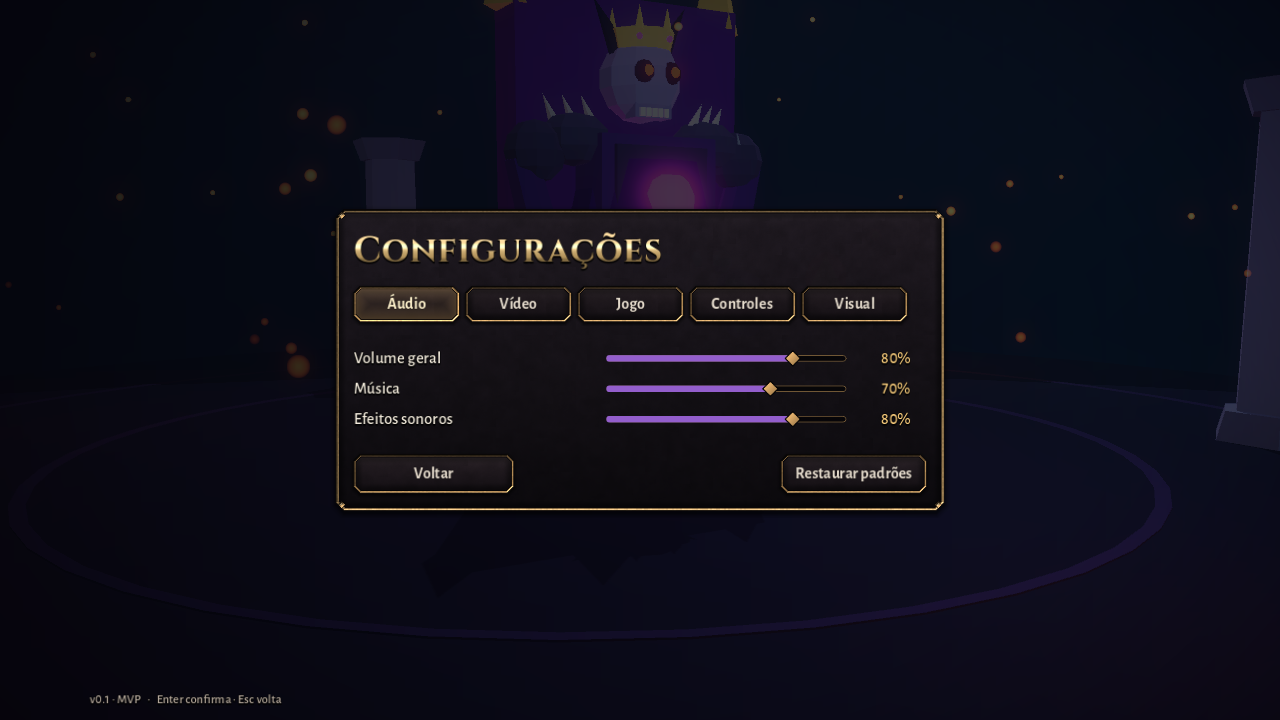 Configurações
Áudio Vídeo Jogo Controles Visual
Volume geral 80%
Música 70%
Efeitos sonoros 80%
Voltar Restaurar padrões
v0.1 · MVP · Enter confirma · Esc volta